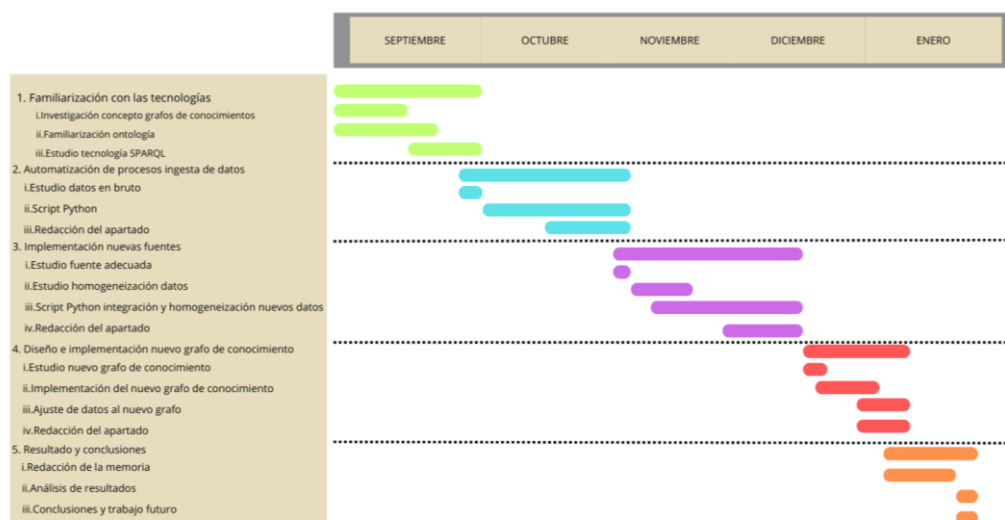 SEPTIEMBRE OCTUBRE NOVIEMBRE DICIEMBRE ENERO
1. Familiarización con las tecnologías
i.Investigación concepto grafos de conocimientos
ii.Familiarización ontología
iii.Estudio tecnología SPARQL
2. Automatización de procesos ingesta de datos
i.Estudio datos en bruto
ii.Script Python
iii.Redacción del apartado
3. Implementación nuevas fuentes
i.Estudio fuente adecuada
ii.Estudio homogeneización datos
iii.Script Python integración y homogeneización nuevos datos
iv.Redacción del apartado
4. Diseño e implementación nuevo grafo de conocimiento
i.Estudio nuevo grafo de conocimiento
ii.Implementación del nuevo grafo de conocimiento
iii.Ajuste de datos al nuevo grafo
iv.Redacción del apartado
5. Resultado y conclusiones
i.Redacción de la memoria
ii.Análisis de resultados
iii.Conclusiones y trabajo futuro